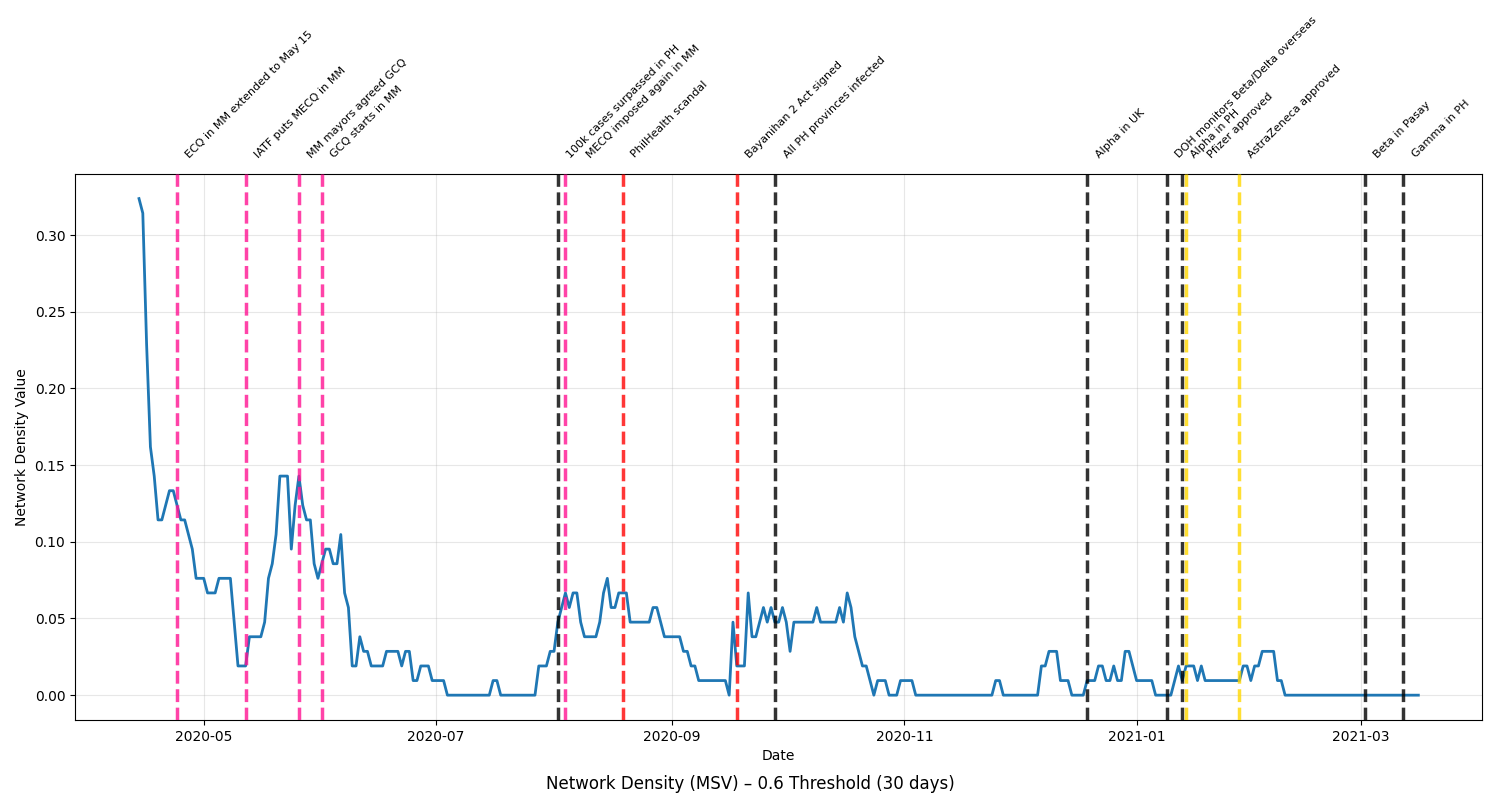 ECQ in MM extended to May 15
IATF puts MECQ in MM
MM mayors agreed GCQ
GCQ starts in MM
100k cases surpassed in PH
MECQ imposed again in MM
PhilHealth scandal
Bayanihan 2 Act signed
All PH provinces infected
Alpha in UK
DOH monitors Beta/Delta overseas
Alpha in PH
Pfizer approved
AstraZeneca approved
Beta in Pasay
Gamma in PH
Network Density Value
0.30
0.25
0.20
0.15
0.10
0.05
0.00
2020-05
2020-07
2020-09
2020-11
2021-01
2021-03
Date
Network Density (MSV) – 0.6 Threshold (30 days)